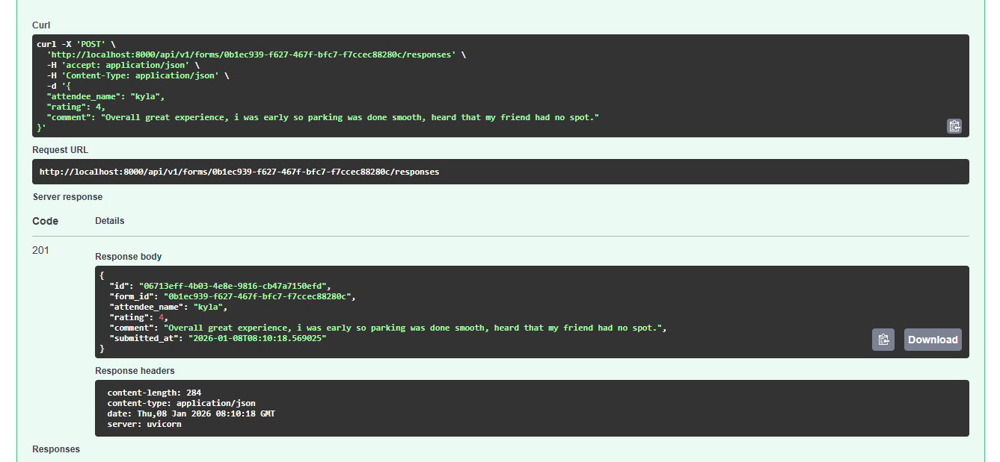 Curl
curl -X 'POST' \
  'http://localhost:8000/api/v1/forms/0b1ec939-f627-467f-bfc7-f7ccec88280c/responses' \
  -H 'accept: application/json' \
  -H 'Content-Type: application/json' \
  -d '{
  "attendee_name": "kyla",
  "rating": 4,
  "comment": "Overall great experience, i was early so parking was done smooth, heard that my friend had no spot."
}'
Request URL
http://localhost:8000/api/v1/forms/0b1ec939-f627-467f-bfc7-f7ccec88280c/responses
Server response
Code Details
201
Response body
{
  "id": "06713eff-4b03-4e8e-9816-cb47a7150efd",
  "form_id": "0b1ec939-f627-467f-bfc7-f7ccec88280c",
  "attendee_name": "kyla",
  "rating": 4,
  "comment": "Overall great experience, i was early so parking was done smooth, heard that my friend had no spot.",
  "submitted_at": "2026-01-08T08:10:18.569025"
}
Download
Response headers
content-length: 284
content-type: application/json
date: Thu,08 Jan 2026 08:10:18 GMT
server: uvicorn
Responses